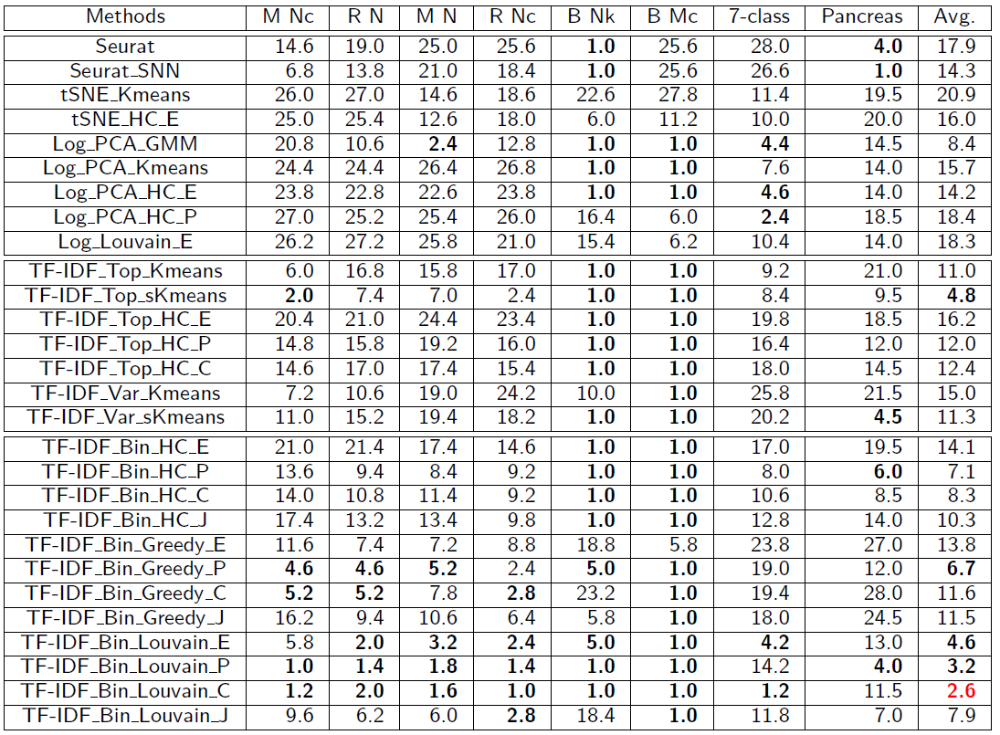 Methods M Nc R N M N R Nc B Nk B Mc 7-class Pancreas Avg.
Seurat 14.6 19.0 25.0 25.6 1.0 25.6 28.0 4.0 17.9
Seurat_SNN 6.8 13.8 21.0 18.4 1.0 25.6 26.6 1.0 14.3
tSNE_Kmeans 26.0 27.0 14.6 18.6 22.6 27.8 11.4 19.5 20.9
tSNE_HC_E 25.0 25.4 12.6 18.0 6.0 11.2 10.0 20.0 16.0
Log_PCA_GMM 20.8 10.6 2.4 12.8 1.0 1.0 4.4 14.5 8.4
Log_PCA_Kmeans 24.4 24.4 26.4 26.8 1.0 1.0 7.6 14.0 15.7
Log_PCA_HC_E 23.8 22.8 22.6 23.8 1.0 1.0 4.6 14.0 14.2
Log_PCA_HC_P 27.0 25.2 25.4 26.0 16.4 6.0 2.4 18.5 18.4
Log_Louvain_E 26.2 27.2 25.8 21.0 15.4 6.2 10.4 14.0 18.3
TF-IDF_Top_Kmeans 6.0 16.8 15.8 17.0 1.0 1.0 9.2 21.0 11.0
TF-IDF_Top_sKmeans 2.0 7.4 7.0 2.4 1.0 1.0 8.4 9.5 4.8
TF-IDF_Top_HC_E 20.4 21.0 24.4 23.4 1.0 1.0 19.8 18.5 16.2
TF-IDF_Top_HC_P 14.8 15.8 19.2 16.0 1.0 1.0 16.4 12.0 12.0
TF-IDF_Top_HC_C 14.6 17.0 17.4 15.4 1.0 1.0 18.0 14.5 12.4
TF-IDF_Var_Kmeans 7.2 10.6 19.0 24.2 10.0 1.0 25.8 21.5 15.0
TF-IDF_Var_sKmeans 11.0 15.2 19.4 18.2 1.0 1.0 20.2 4.5 11.3
TF-IDF_Bin_HC_E 21.0 21.4 17.4 14.6 1.0 1.0 17.0 19.5 14.1
TF-IDF_Bin_HC_P 13.6 9.4 8.4 9.2 1.0 1.0 8.0 6.0 7.1
TF-IDF_Bin_HC_C 14.0 10.8 11.4 9.2 1.0 1.0 10.6 8.5 8.3
TF-IDF_Bin_HC_J 17.4 13.2 13.4 9.8 1.0 1.0 12.8 14.0 10.3
TF-IDF_Bin_Greedy_E 11.6 7.4 7.2 8.8 18.8 5.8 23.8 27.0 13.8
TF-IDF_Bin_Greedy_P 4.6 4.6 5.2 2.4 5.0 1.0 19.0 12.0 6.7
TF-IDF_Bin_Greedy_C 5.2 5.2 7.8 2.8 23.2 1.0 19.4 28.0 11.6
TF-IDF_Bin_Greedy_J 16.2 9.4 10.6 6.4 5.8 1.0 18.0 24.5 11.5
TF-IDF_Bin_Louvain_E 5.8 2.0 3.2 2.4 5.0 1.0 4.2 13.0 4.6
TF-IDF_Bin_Louvain_P 1.0 1.4 1.8 1.4 1.0 1.0 14.2 4.0 3.2
TF-IDF_Bin_Louvain_C 1.2 2.0 1.6 1.0 1.0 1.0 1.2 11.5 2.6
TF-IDF_Bin_Louvain_J 9.6 6.2 6.0 2.8 18.4 1.0 11.8 7.0 7.9